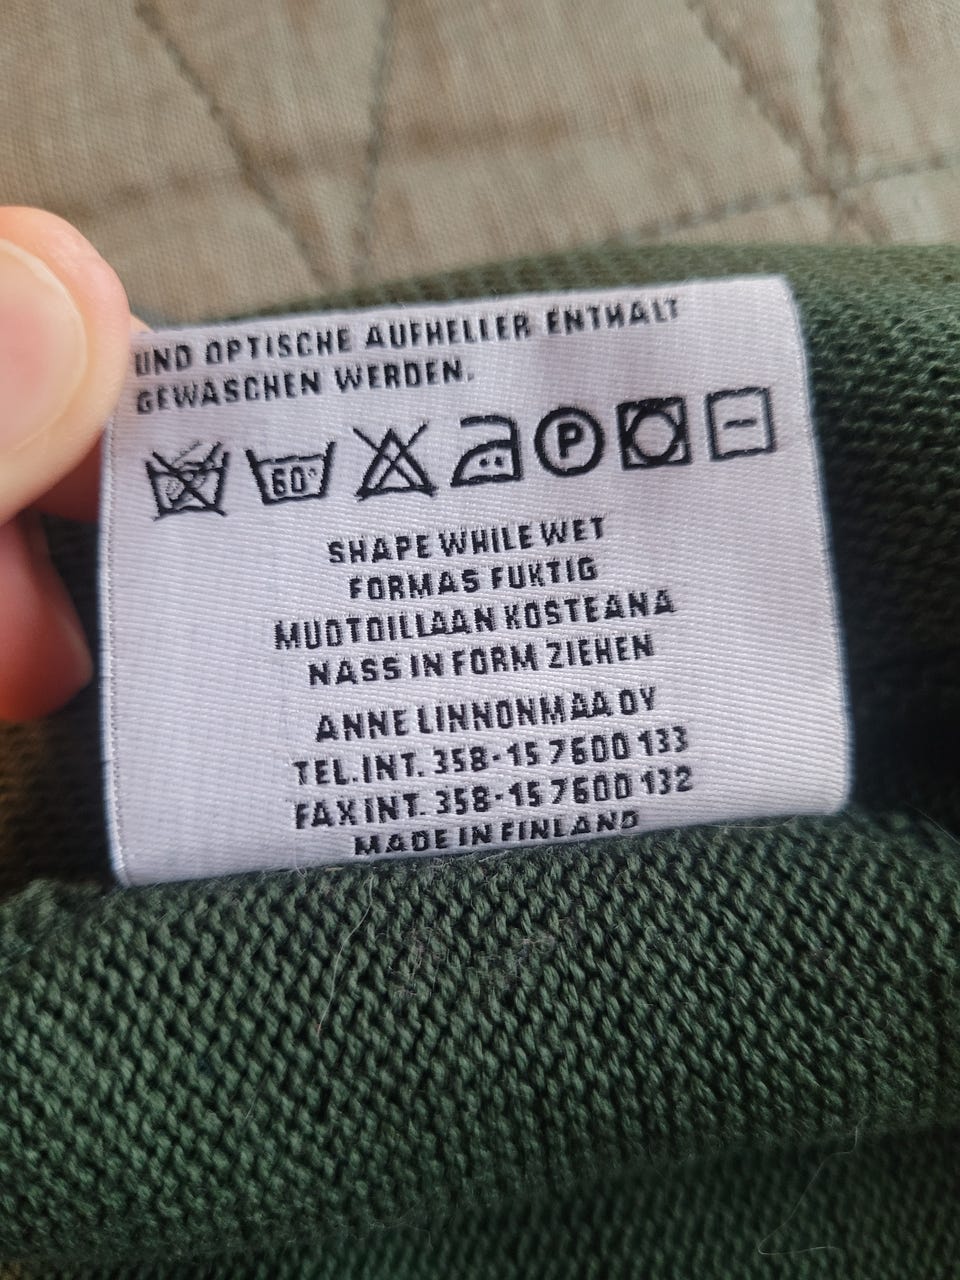 UND OPTISCHE AUFHELLER ENTHALT
GEWASCHEN WERDEN.
60° P
SHAPE WHILE WET
FORMAS FUKTIG
MUOTOILLAAN KOSTEANA
NASS IN FORM ZIEHEN
ANNE LINNONMAA OY
TEL.INT. 358-15 7600 133
FAX INT. 358-15 7600 132
MADE IN FINLAND